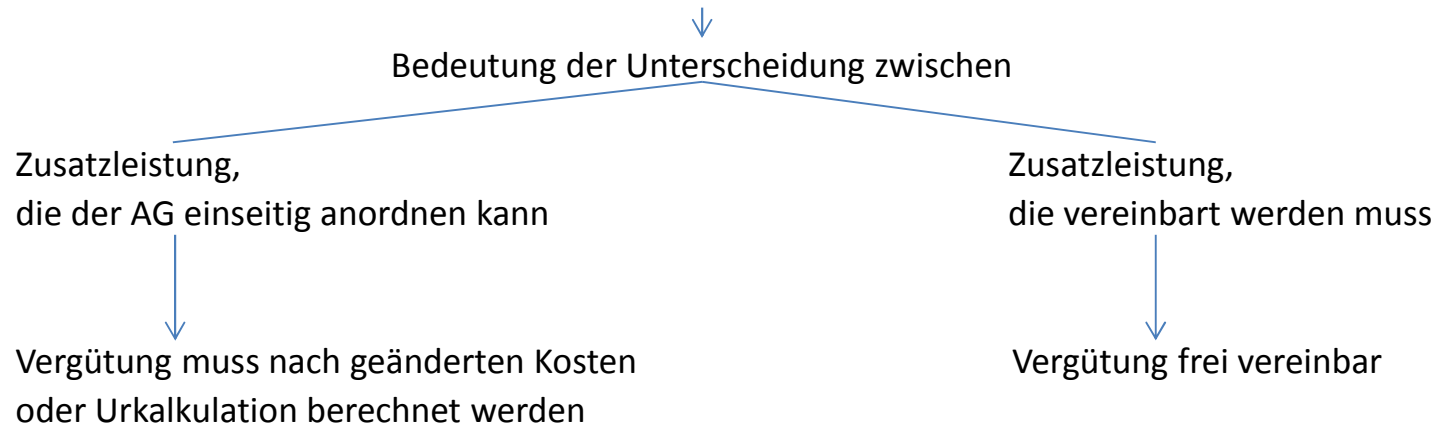 Bedeutung der Unterscheidung zwischen
Zusatzleistung,
die der AG einseitig anordnen kann
Zusatzleistung,
die vereinbart werden muss
Vergütung muss nach geänderten Kosten
oder Urkalkulation berechnet werden
Vergütung frei vereinbar